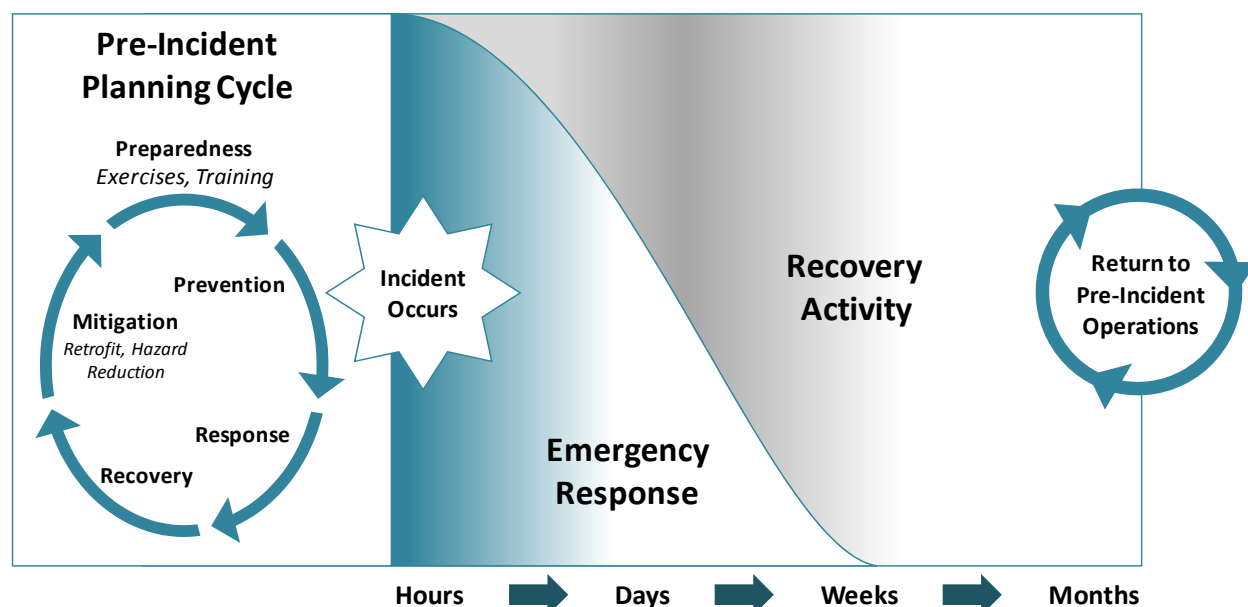 Pre-Incident
Planning Cycle
Preparedness
Exercises, Training
Prevention
Mitigation
Retrofit, Hazard
Reduction
Response
Recovery
Incident
Occurs
Emergency
Response
Recovery
Activity
Return to
Pre-Incident
Operations
Hours
Days
Weeks
Months